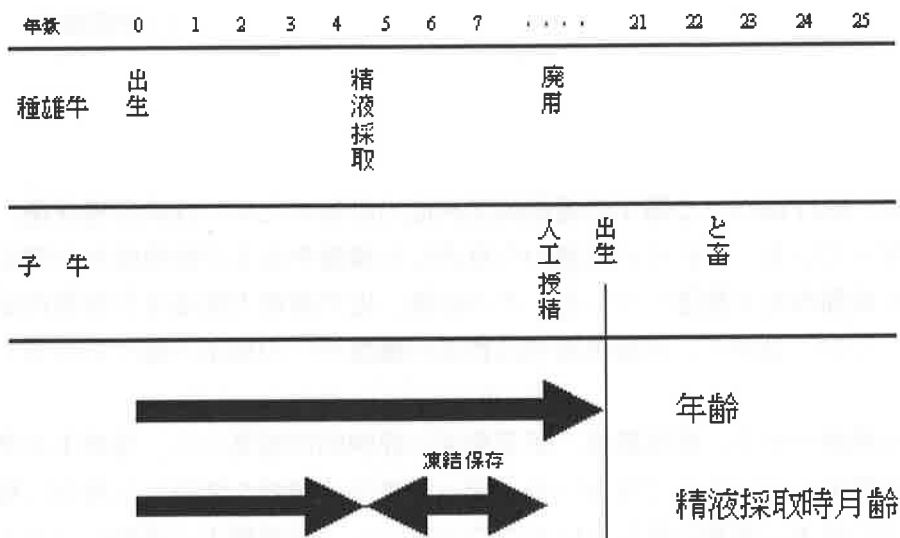 年数 0 1 2 3 4 5 6 7 ・・・・ 21 22 23 24 25
種雄牛 出生 精液採取 廃用
子 牛 人工授精 出生 と畜
年齢
凍結保存
精液採取時月齢